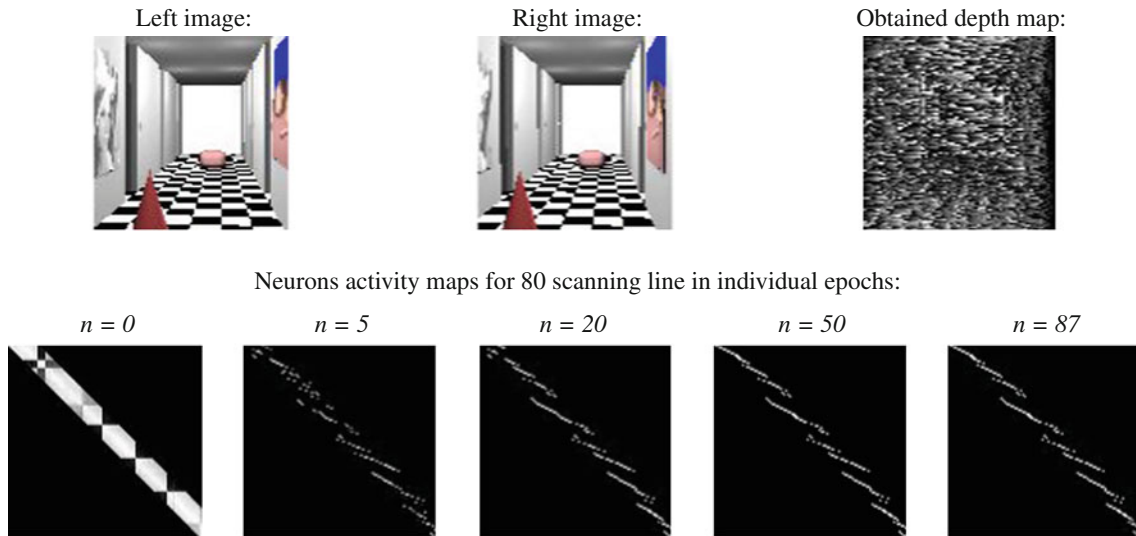 Left image:
Right image:
Obtained depth map:
Neurons activity maps for 80 scanning line in individual epochs:
n = 0
n = 5
n = 20
n = 50
n = 87